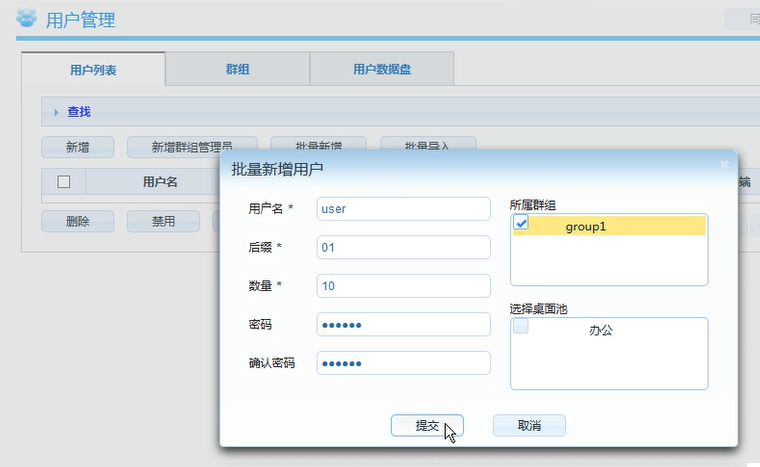 用户管理
同
用户列表
群组
用户数据盘
查找
新增
新增群组管理员
批量新增
批量导入
用户名
端
删除
禁用
批量新增用户
用户名 *
user
后缀 *
01
数量 *
10
密码
••••••
确认密码
••••••
所属群组
group1
选择桌面池
办公
提交
取消